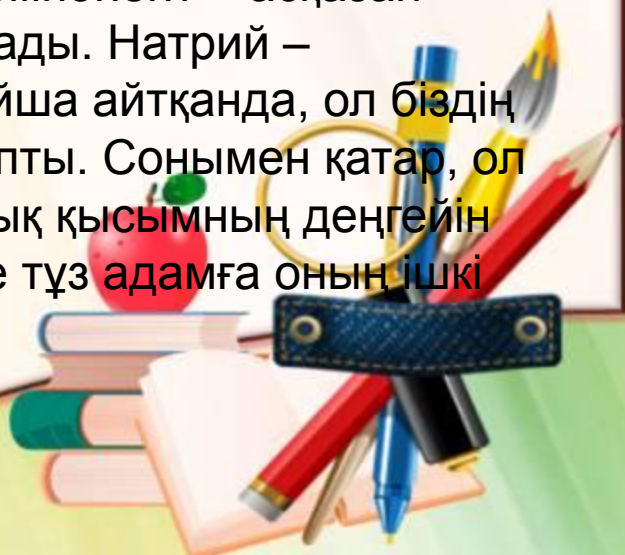 ады. Натрий –
йша айтқанда, ол біздің
пты. Сонымен қатар, ол
ық қысымның деңгейін
е тұз адамға оның ішкі